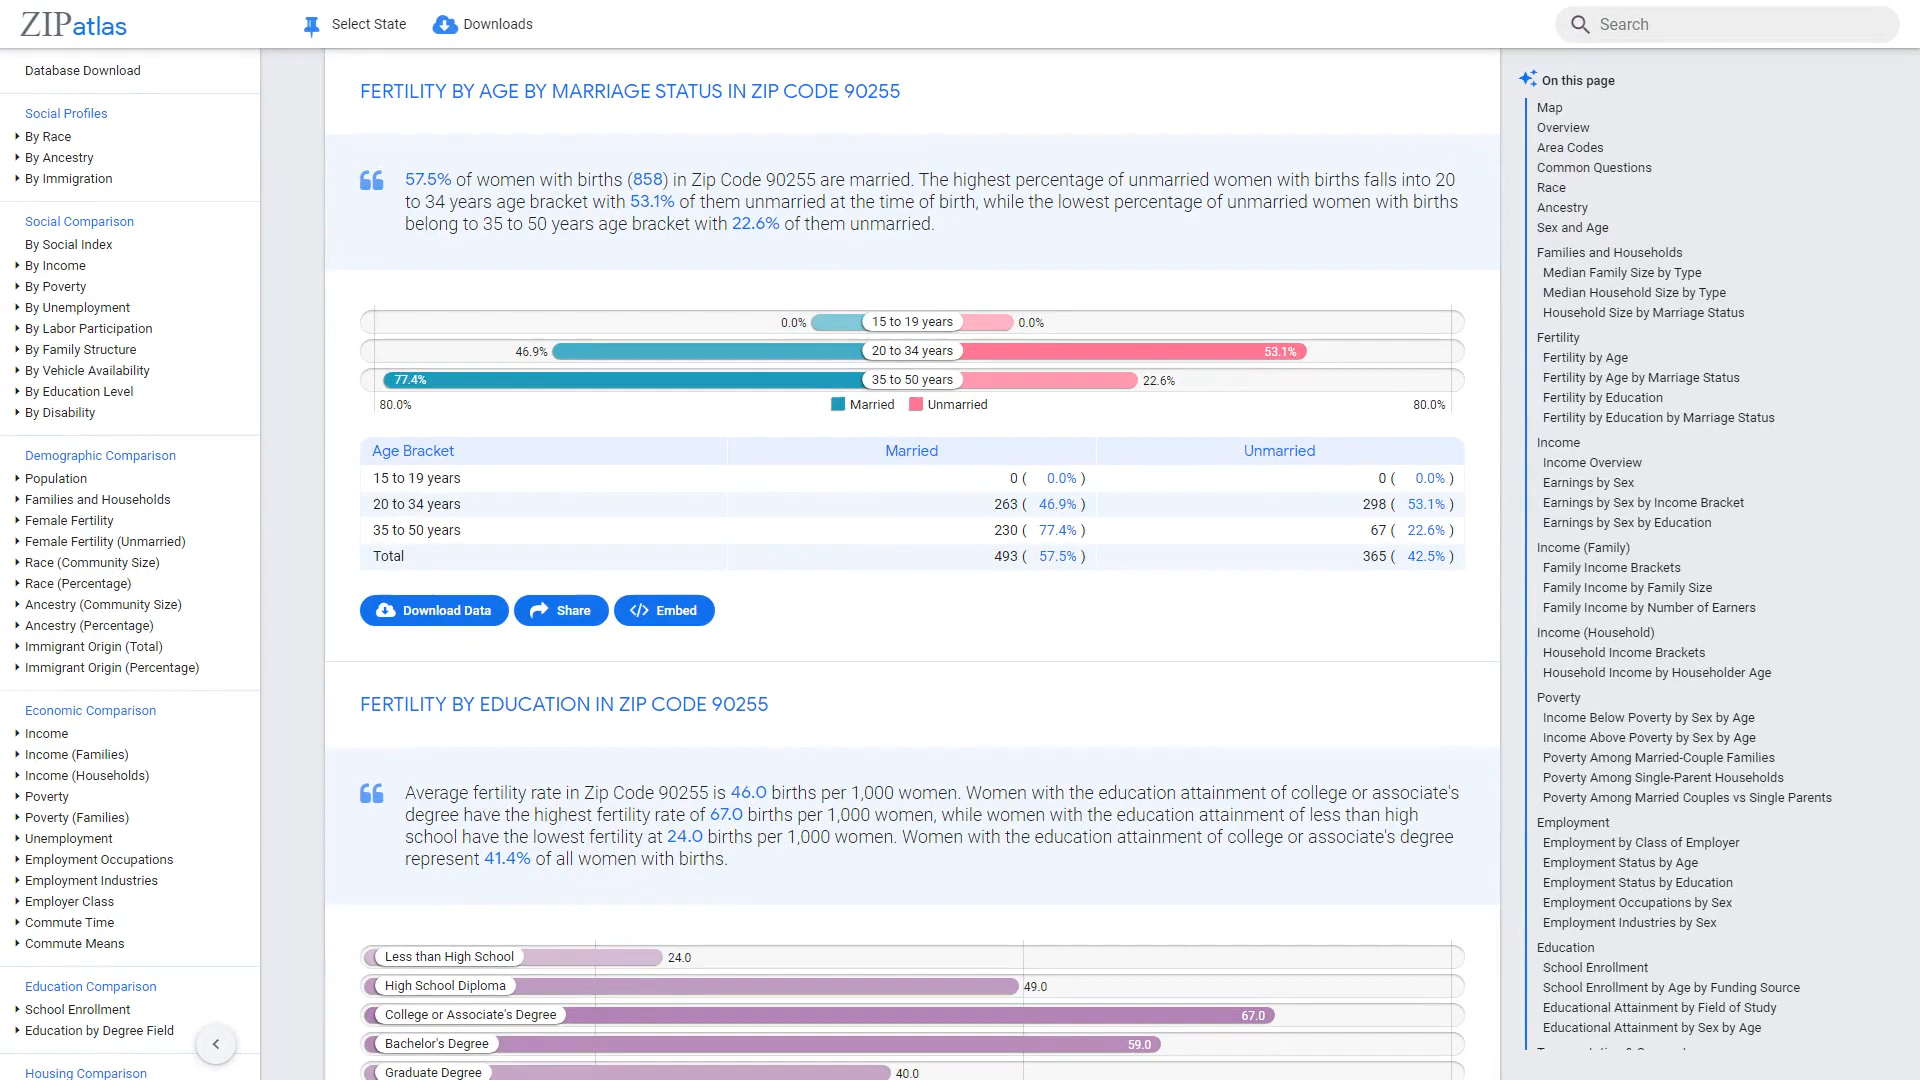 ZIPatlas
Select State
Downloads
Search
Database Download
Social Profiles
By Race
By Ancestry
By Immigration
Social Comparison
By Social Index
By Income
By Poverty
By Unemployment
By Labor Participation
By Family Structure
By Vehicle Availability
By Education Level
By Disability
Demographic Comparison
Population
Families and Households
Female Fertility
Female Fertility (Unmarried)
Race (Community Size)
Race (Percentage)
Ancestry (Community Size)
Ancestry (Percentage)
Immigrant Origin (Total)
Immigrant Origin (Percentage)
Economic Comparison
Income
Income (Families)
Income (Households)
Poverty
Poverty (Families)
Unemployment
Employment Occupations
Employment Industries
Employer Class
Commute Time
Commute Means
Education Comparison
School Enrollment
Education by Degree Field
Housing Comparison
FERTILITY BY AGE BY MARRIAGE STATUS IN ZIP CODE 90255
57.5% of women with births (858) in Zip Code 90255 are married. The highest percentage of unmarried women with births falls into 20
to 34 years age bracket with 53.1% of them unmarried at the time of birth, while the lowest percentage of unmarried women with births
belong to 35 to 50 years age bracket with 22.6% of them unmarried.
0.0% 15 to 19 years 0.0%
46.9% 20 to 34 years 53.1%
77.4% 35 to 50 years 22.6%
80.0% Married Unmarried 80.0%
Age Bracket Married Unmarried
15 to 19 years 0 ( 0.0% ) 0 ( 0.0% )
20 to 34 years 263 ( 46.9% ) 298 ( 53.1% )
35 to 50 years 230 ( 77.4% ) 67 ( 22.6% )
Total 493 ( 57.5% ) 365 ( 42.5% )
Download Data Share Embed
FERTILITY BY EDUCATION IN ZIP CODE 90255
Average fertility rate in Zip Code 90255 is 46.0 births per 1,000 women. Women with the education attainment of college or associate's
degree have the highest fertility rate of 67.0 births per 1,000 women, while women with the education attainment of less than high
school have the lowest fertility at 24.0 births per 1,000 women. Women with the education attainment of college or associate's degree
represent 41.4% of all women with births.
Less than High School 24.0
High School Diploma 49.0
College or Associate's Degree 67.0
Bachelor's Degree 59.0
Graduate Degree 40.0
On this page
Map
Overview
Area Codes
Common Questions
Race
Ancestry
Sex and Age
Families and Households
Median Family Size by Type
Median Household Size by Type
Household Size by Marriage Status
Fertility
Fertility by Age
Fertility by Age by Marriage Status
Fertility by Education
Fertility by Education by Marriage Status
Income
Income Overview
Earnings by Sex
Earnings by Sex by Income Bracket
Earnings by Sex by Education
Income (Family)
Family Income Brackets
Family Income by Family Size
Family Income by Number of Earners
Income (Household)
Household Income Brackets
Household Income by Householder Age
Poverty
Income Below Poverty by Sex by Age
Income Above Poverty by Sex by Age
Poverty Among Married-Couple Families
Poverty Among Single-Parent Households
Poverty Among Married Couples vs Single Parents
Employment
Employment by Class of Employer
Employment Status by Age
Employment Status by Education
Employment Occupations by Sex
Employment Industries by Sex
Education
School Enrollment
School Enrollment by Age by Funding Source
Educational Attainment by Field of Study
Educational Attainment by Sex by Age